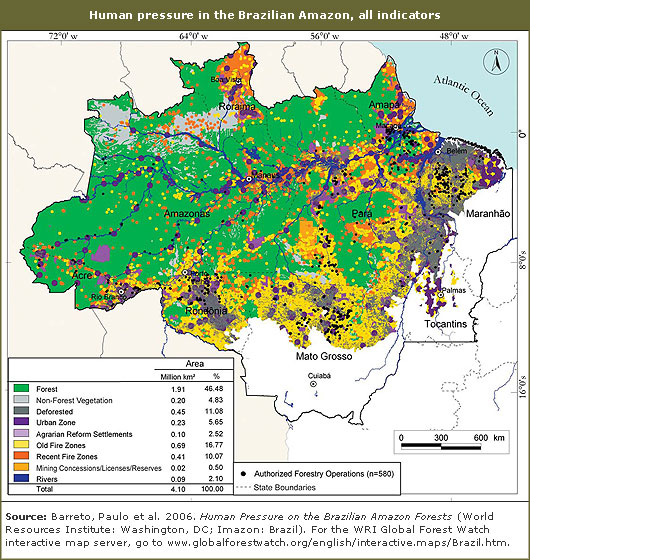 Human pressure in the Brazilian Amazon, all indicators
72°0'W 64°0'W 56°0'W 48°0'W
N
Atlantic Ocean
Boa Vista
Roraima
Amapá
0°
Belém
Manaus
Amazonas
Pará
Maranhão
8°0'S
Acre
Rio Branco
Porto
Rondônia
Palmas
Tocantins
Mato Grosso
Cuiabá
16°0'S
Area
Million km² %
Forest 1.91 46.48
Non-Forest Vegetation 0.20 4.83
Deforested 0.45 11.08
Urban Zone 0.23 5.65
Agrarian Reform Settlements 0.10 2.52
Old Fire Zones 0.69 16.77
Recent Fire Zones 0.41 10.07
Mining Concessions/Licenses/Reserves 0.02 0.50
Rivers 0.09 2.10
Total 4.10 100.00
0 300 600 km
Authorized Forestry Operations (n=580)
State Boundaries
Source: Barreto, Paulo et al. 2006. Human Pressure on the Brazilian Amazon Forests (World
Resources Institute: Washington, DC; Imazon: Brazil). For the WRI Global Forest Watch
interactive map server, go to www.globalforestwatch.org/english/interactive.maps/Brazil.htm.